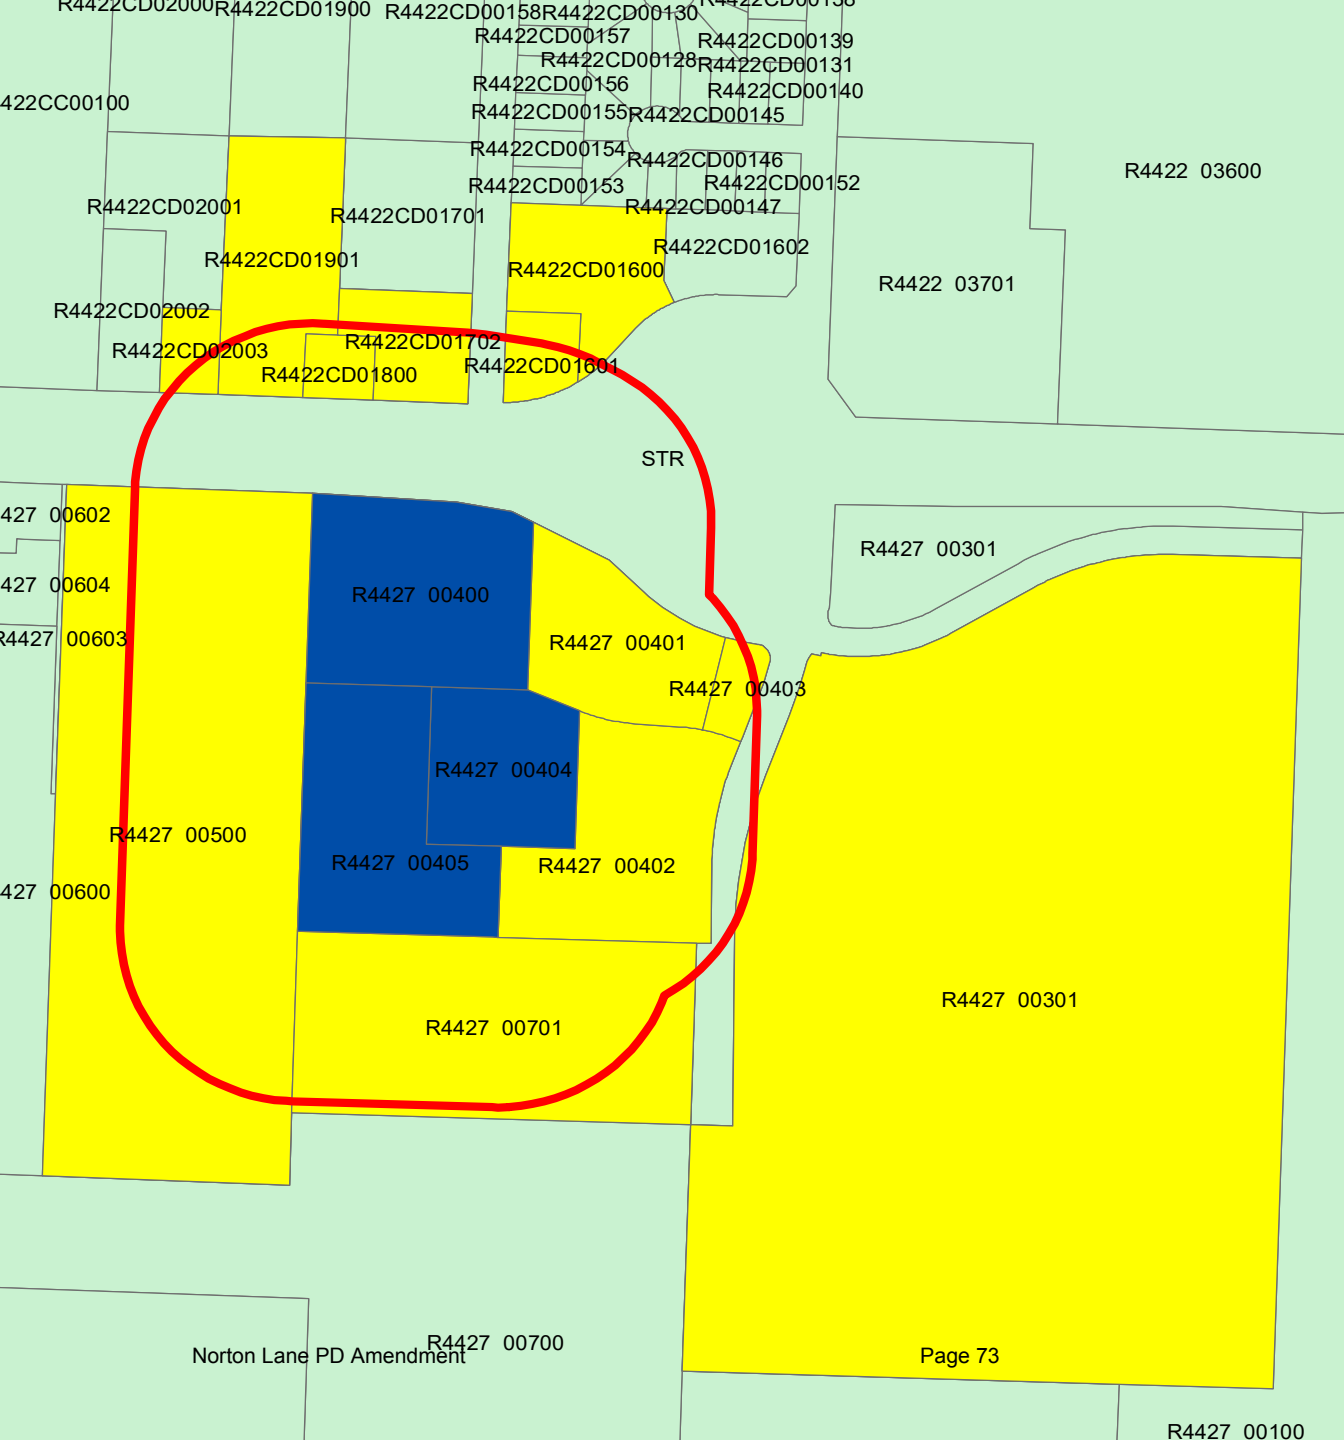 R4422CD02000
R4422CD01900
R4422CD00158
R4422CD00130
R4422CD00138
R4422CD00157
R4422CD00139
R4422CD00128
R4422CD00131
R4422CD00156
R4422CD00140
422CC00100
R4422CD00155
R4422CD00145
R4422CD00154
R4422CD00146
R4422 03600
R4422CD00153
R4422CD00152
R4422CD02001
R4422CD01701
R4422CD00147
R4422CD01602
R4422CD01901
R4422CD01600
R4422 03701
R4422CD02002
R4422CD02003
R4422CD01702
R4422CD01601
R4422CD01800
STR
427 00602
R4427 00301
427 00604
R4427 00400
R4427 00603
R4427 00401
R4427 00403
R4427 00404
R4427 00500
R4427 00405
R4427 00402
427 00600
R4427 00301
R4427 00701
R4427 00700
Norton Lane PD Amendment
Page 73
R4427 00100